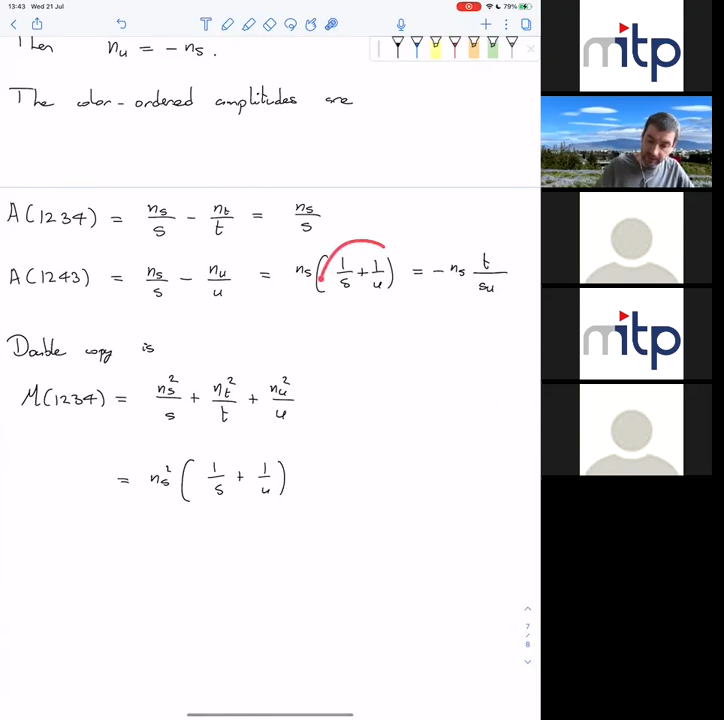 13:43 Wed 21 Jul
79%
Then n_u = - n_s .
The color-ordered amplitudes are
A(1234) = n_s/s - n_t/t = n_s/s
A(1243) = n_s/s - n_u/u = n_s ( 1/s + 1/u ) = - n_s t/su
Double copy is
M(1234) = n_s²/s + n_t²/t + n_u²/u
= n_s² ( 1/s + 1/u )
7
/
8
mitp
mitp